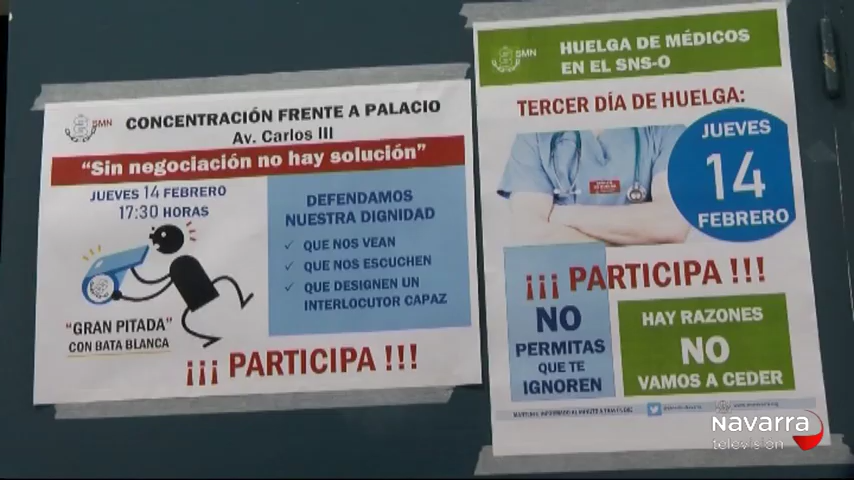 SMN
CONCENTRACIÓN FRENTE A PALACIO
Av. Carlos III
“Sin negociación no hay solución”
JUEVES 14 FEBRERO
17:30 HORAS
DEFENDAMOS
NUESTRA DIGNIDAD
✓ QUE NOS VEAN
✓ QUE NOS ESCUCHEN
✓ QUE DESIGNEN UN
INTERLOCUTOR CAPAZ
“GRAN PITADA”
CON BATA BLANCA
¡¡¡ PARTICIPA !!!
SMN
HUELGA DE MÉDICOS
EN EL SNS-O
TERCER DÍA DE HUELGA:
JUEVES
14
FEBRERO
¡¡¡ PARTICIPA !!!
NO
PERMITAS
QUE TE
IGNOREN
HAY RAZONES
NO
VAMOS A CEDER
navarra
televisión